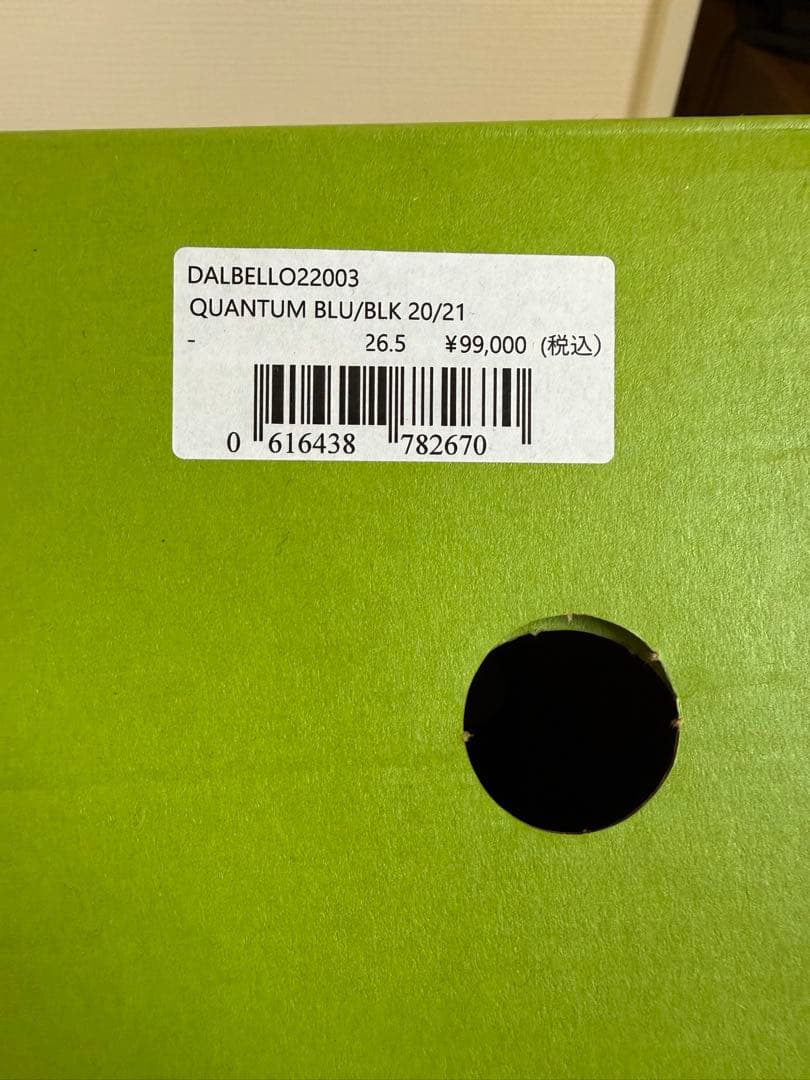 DALBELLO22003
QUANTUM BLU/BLK 20/21
- 26.5 ¥99,000 (税込)
0 616438 782670